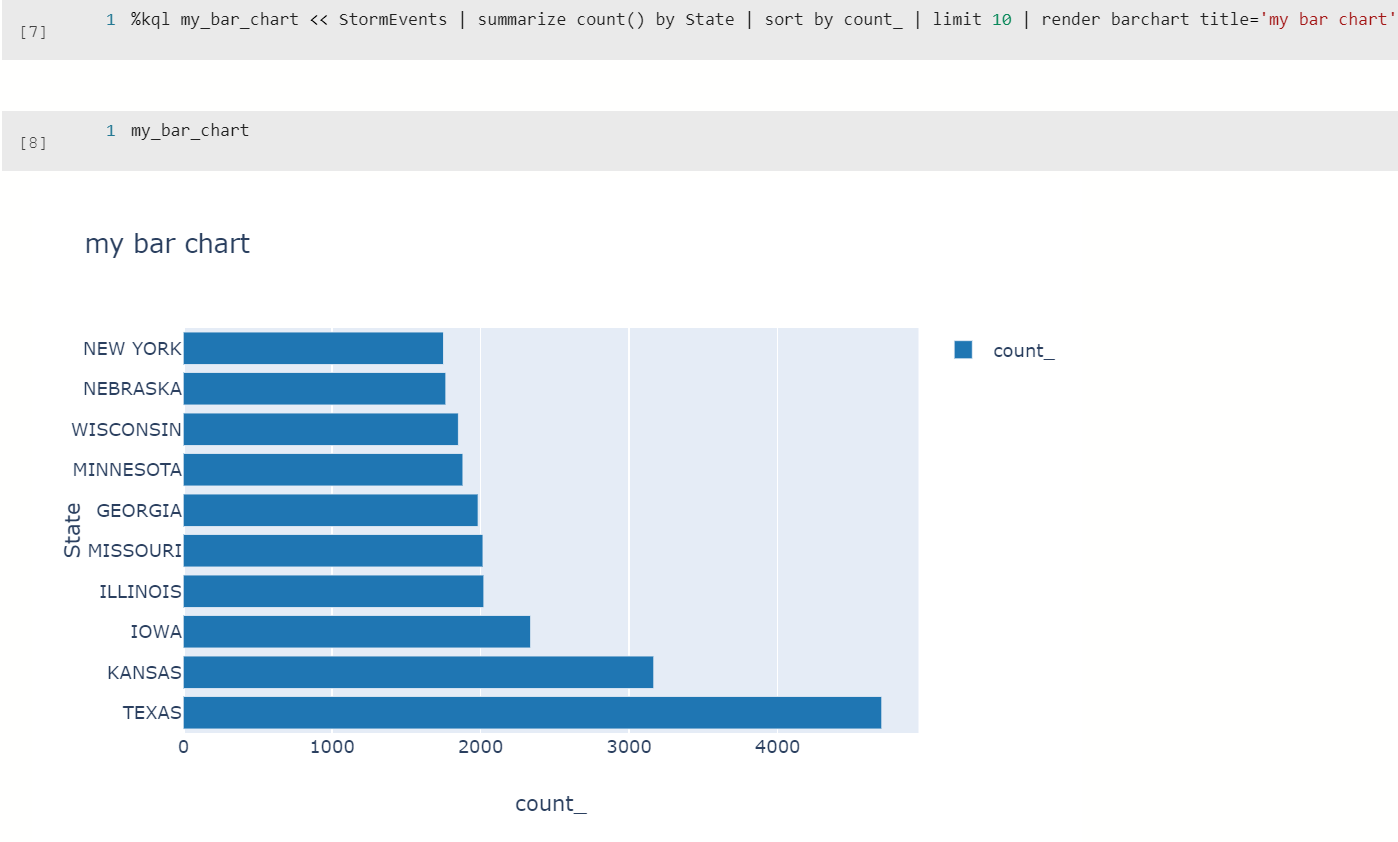 [7] 1 %kql my_bar_chart << StormEvents | summarize count() by State | sort by count_ | limit 10 | render barchart title='my bar chart'
[8] 1 my_bar_chart
my bar chart
count_
NEW YORK
NEBRASKA
WISCONSIN
MINNESOTA
GEORGIA
MISSOURI
ILLINOIS
IOWA
KANSAS
TEXAS
State
0 1000 2000 3000 4000
count_